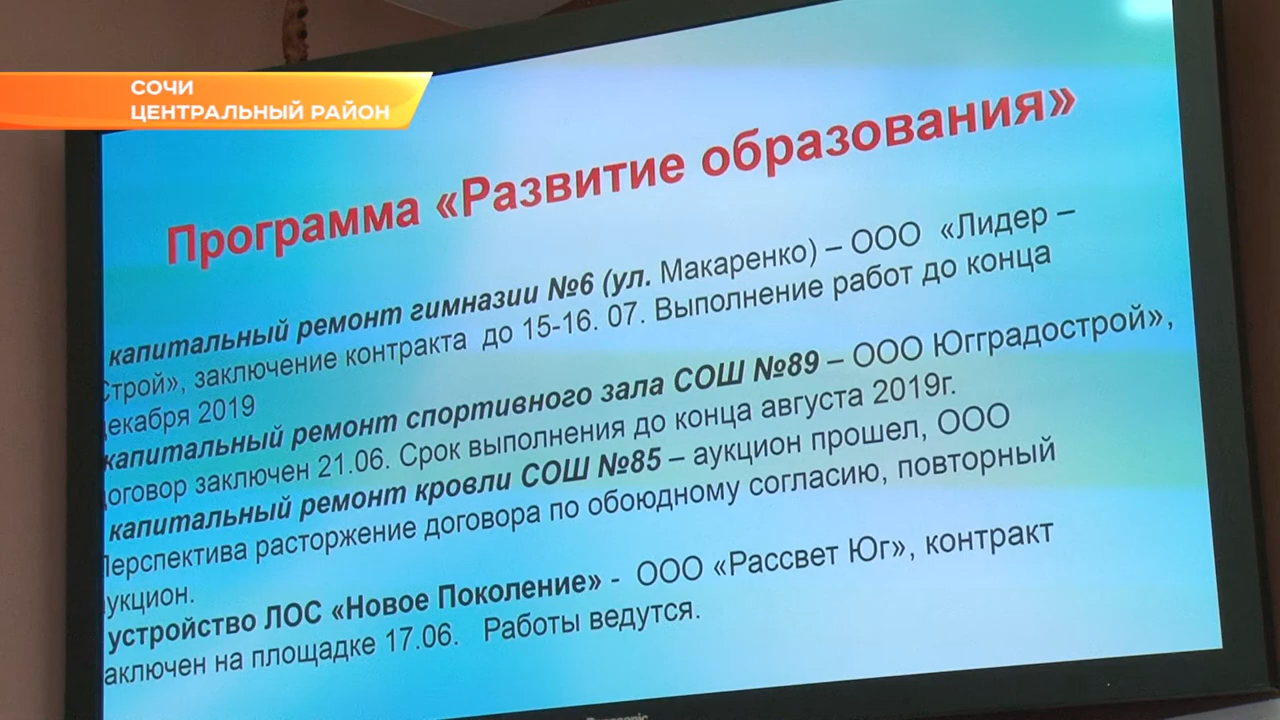 СОЧИ
ЦЕНТРАЛЬНЫЙ РАЙОН
Программа «Развитие образования»
капитальный ремонт гимназии №6 (ул. Макаренко) – ООО «Лидер –
Строй», заключение контракта до 15-16. 07. Выполнение работ до конца
декабря 2019
капитальный ремонт спортивного зала СОШ №89 – ООО Югградострой»,
договор заключен 21.06. Срок выполнения до конца августа 2019г.
капитальный ремонт кровли СОШ №85 – аукцион прошел, ООО
Перспектива расторжение договора по обоюдному согласию, повторный
аукцион.
устройство ЛОС «Новое Поколение» - ООО «Рассвет Юг», контракт
заключен на площадке 17.06. Работы ведутся.